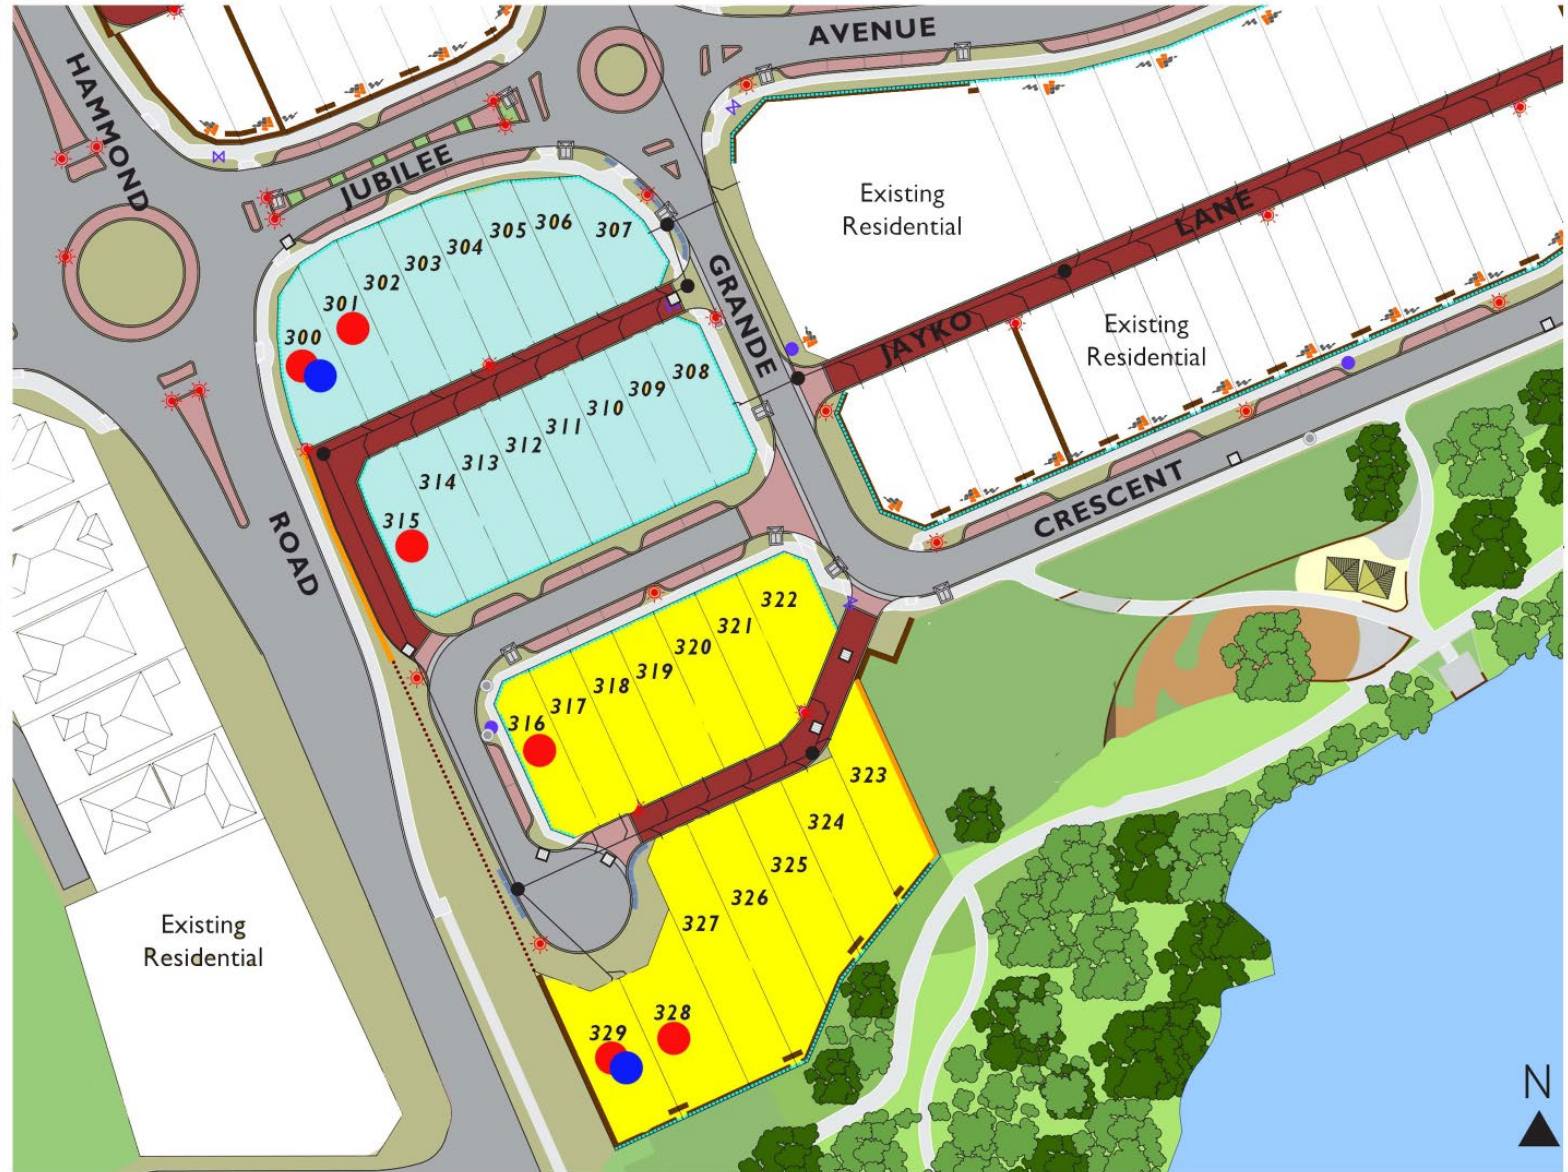 AVENUE
HAMMOND
JUBILEE
Existing
Residential
LANE
305
306
307
304
303
302
301
300
GRANDE
JAYKO
Existing
Residential
308
309
310
311
312
313
314
315
ROAD
CRESCENT
322
321
320
319
318
317
316
323
324
325
326
327
Existing
Residential
328
329
N